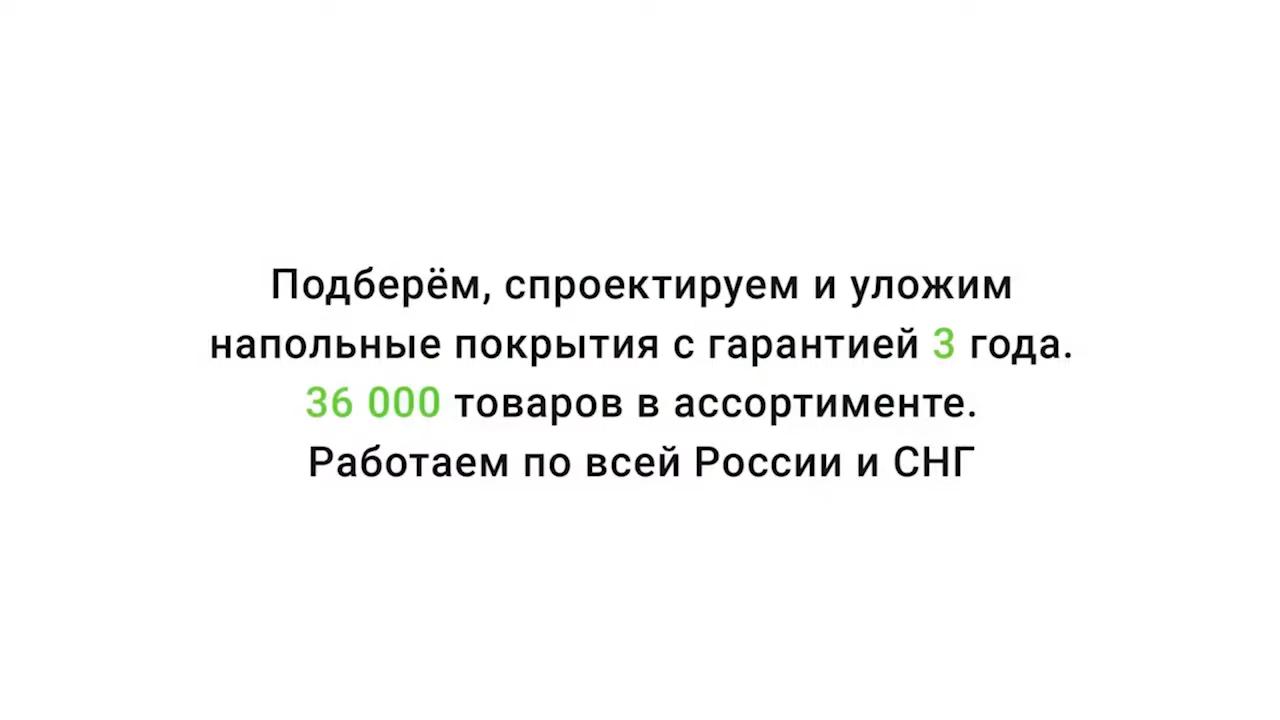 Подберём, спроектируем и уложим
напольные покрытия с гарантией 3 года.
36 000 товаров в ассортименте.
Работаем по всей России и СНГ